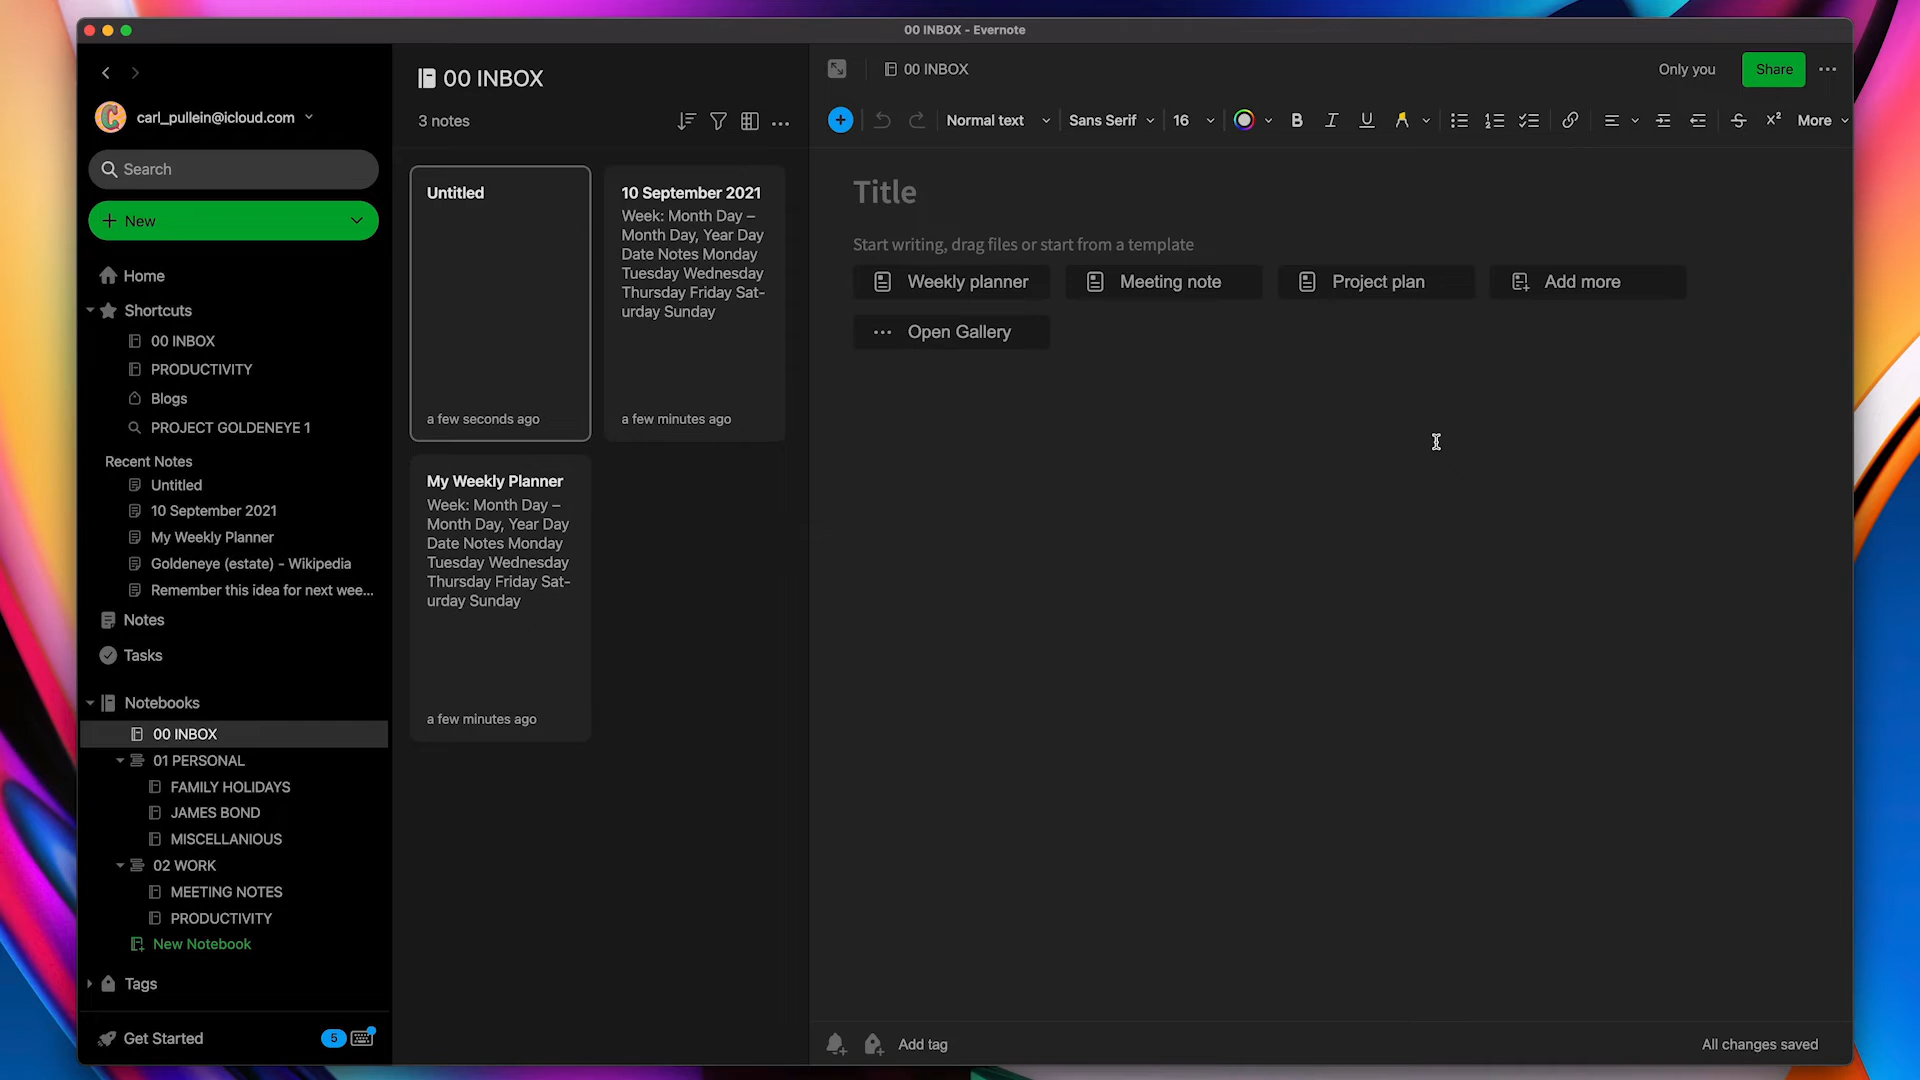 00 INBOX - Evernote
carl_pullein@icloud.com
Search
New
Home
Shortcuts
00 INBOX
PRODUCTIVITY
Blogs
PROJECT GOLDENEYE 1
Recent Notes
Untitled
10 September 2021
My Weekly Planner
Goldeneye (estate) - Wikipedia
Remember this idea for next wee...
Notes
Tasks
Notebooks
00 INBOX
01 PERSONAL
FAMILY HOLIDAYS
JAMES BOND
MISCELLANIOUS
02 WORK
MEETING NOTES
PRODUCTIVITY
New Notebook
Tags
Get Started
5
00 INBOX
3 notes
Untitled
a few seconds ago
10 September 2021
Week: Month Day –
Month Day, Year Day
Date Notes Monday
Tuesday Wednesday
Thursday Friday Sat-
urday Sunday
a few minutes ago
My Weekly Planner
Week: Month Day –
Month Day, Year Day
Date Notes Monday
Tuesday Wednesday
Thursday Friday Sat-
urday Sunday
a few minutes ago
00 INBOX
Only you
Share
Normal text
Sans Serif
16
B I U A
X²
More
Title
Start writing, drag files or start from a template
Weekly planner
Meeting note
Project plan
Add more
Open Gallery
Add tag
All changes saved